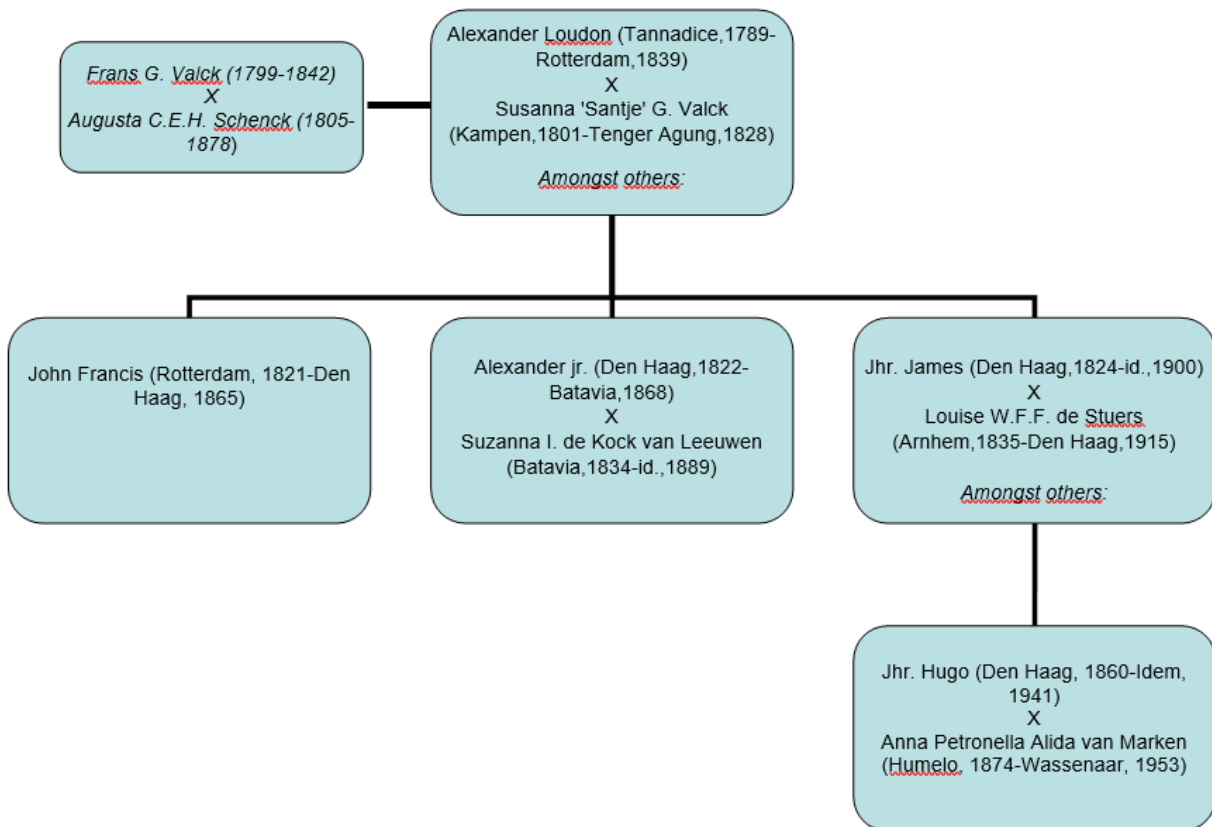 Frans G. Valck (1799-1842)
X
Augusta C.E.H. Schenck (1805-
1878)
Alexander Loudon (Tannadice,1789-
Rotterdam,1839)
X
Susanna 'Santje' G. Valck
(Kampen,1801-Tenger Agung,1828)
Amongst others:
John Francis (Rotterdam, 1821-Den
Haag, 1865)
Alexander jr. (Den Haag,1822-
Batavia,1868)
X
Suzanna I. de Kock van Leeuwen
(Batavia,1834-id.,1889)
Jhr. James (Den Haag,1824-id.,1900)
X
Louise W.F.F. de Stuers
(Arnhem,1835-Den Haag,1915)
Amongst others:
Jhr. Hugo (Den Haag, 1860-Idem,
1941)
X
Anna Petronella Alida van Marken
(Humelo, 1874-Wassenaar, 1953)